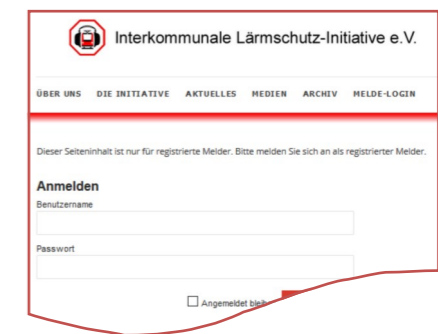 Interkommunale Lärmschutz-Initiative e.V.
ÜBER UNS DIE INITIATIVE AKTUELLES MEDIEN ARCHIV MELDE-LOGIN
Dieser Seiteninhalt ist nur für registrierte Melder. Bitte melden Sie sich an als registrierter Melder.
Anmelden
Benutzername
Passwort
Angemeldet